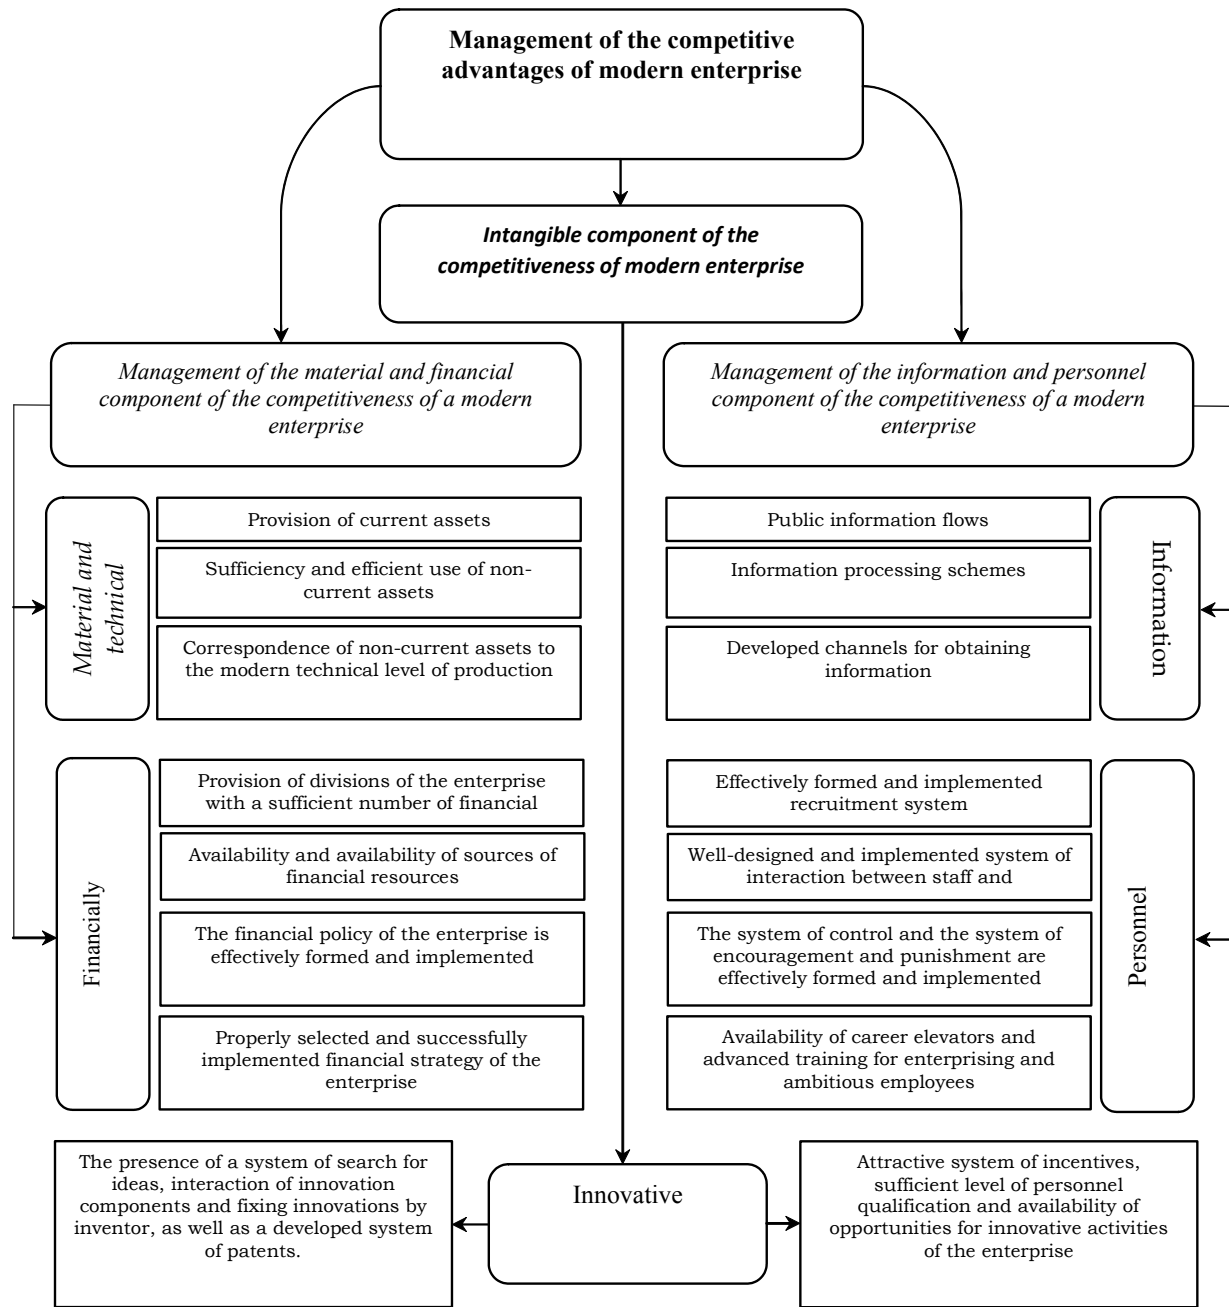 Management of the competitive
advantages of modern enterprise
Intangible component of the
competitiveness of modern enterprise
Management of the material and financial
component of the competitiveness of a modern
enterprise
Management of the information and personnel
component of the competitiveness of a modern
enterprise
Material and
technical
Provision of current assets
Sufficiency and efficient use of non-
current assets
Correspondence of non-current assets to
the modern technical level of production
Public information flows
Information processing schemes
Developed channels for obtaining
information
Information
Financially
Provision of divisions of the enterprise
with a sufficient number of financial
Availability and availability of sources of
financial resources
The financial policy of the enterprise is
effectively formed and implemented
Properly selected and successfully
implemented financial strategy of the
enterprise
Effectively formed and implemented
recruitment system
Well-designed and implemented system of
interaction between staff and
The system of control and the system of
encouragement and punishment are
effectively formed and implemented
Availability of career elevators and
advanced training for enterprising and
ambitious employees
Personnel
The presence of a system of search for
ideas, interaction of innovation
components and fixing innovations by
inventor, as well as a developed system
of patents.
Innovative
Attractive system of incentives,
sufficient level of personnel
qualification and availability of
opportunities for innovative activities
of the enterprise